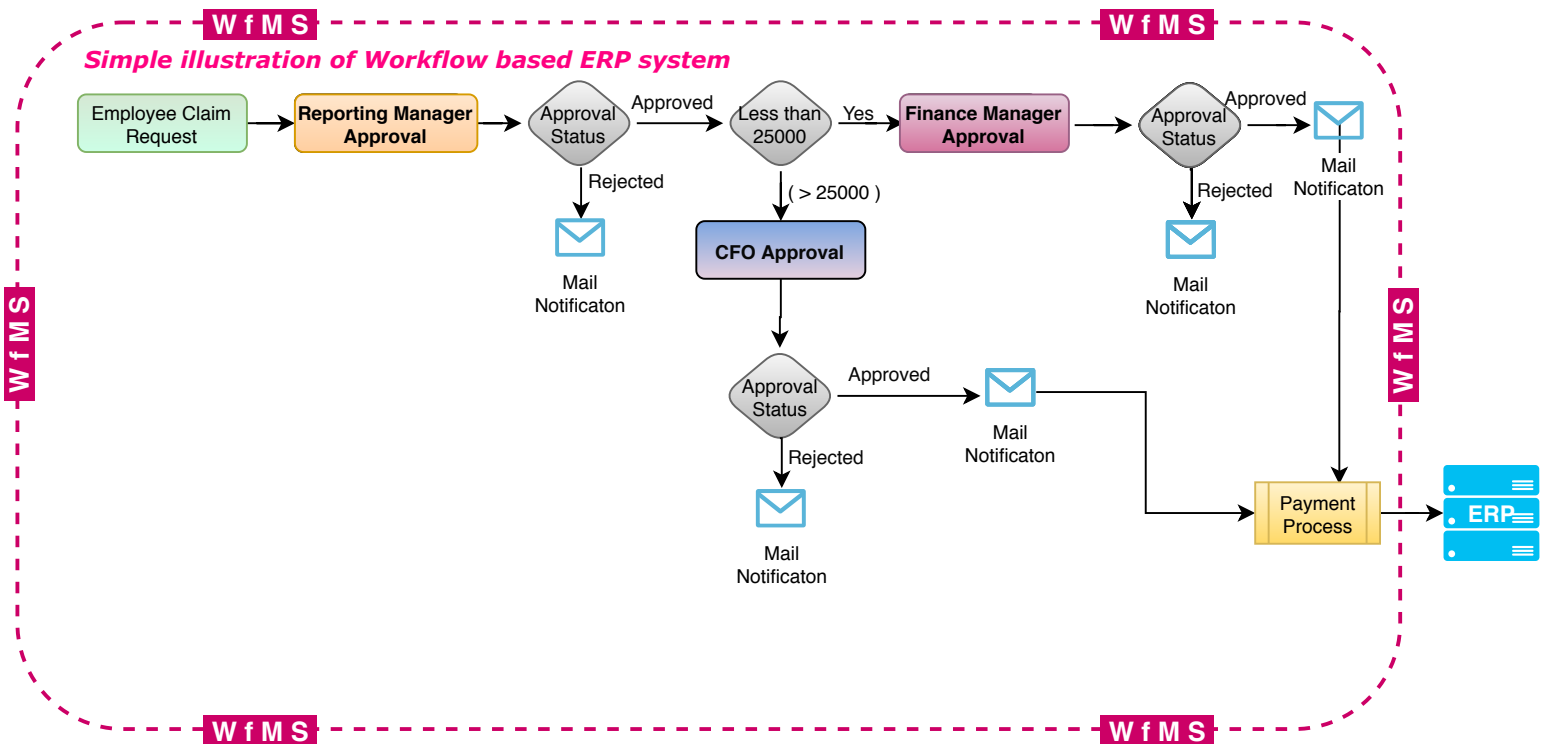 W f M S
W f M S
Simple illustration of Workflow based ERP system
Employee Claim
Request
Reporting Manager
Approval
Approval
Status
Approved
Less than
25000
Yes
Finance Manager
Approval
Approval
Status
Approved
Mail
Notificaton
Rejected
Mail
Notificaton
( > 25000 )
CFO Approval
Rejected
Mail
Notificaton
W f M S
W f M S
Approval
Status
Approved
Mail
Notificaton
Rejected
Mail
Notificaton
Payment
Process
ERP
W f M S
W f M S